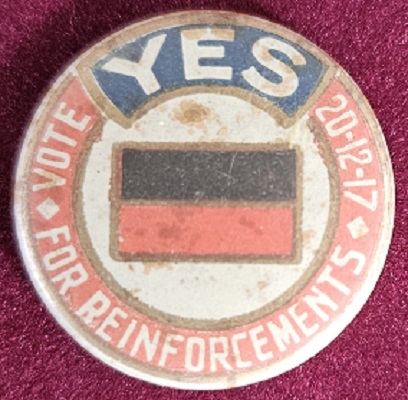 YES
VOTE
FOR REINFORCEMENTS
20-12-17